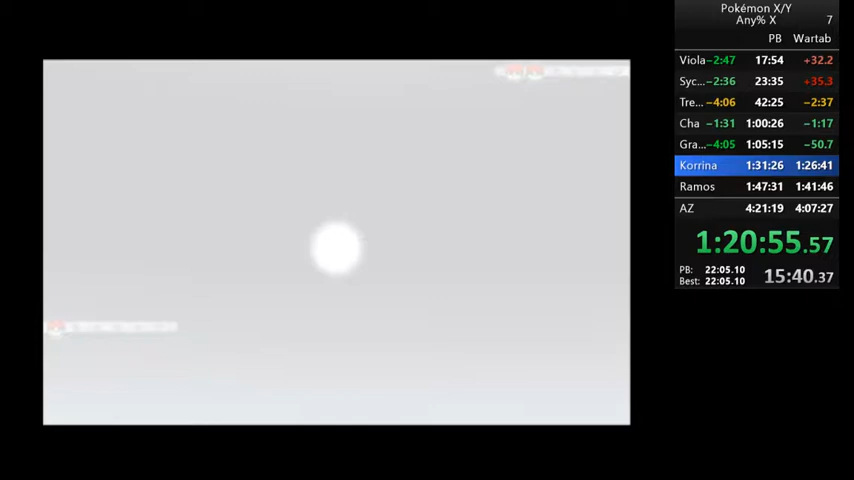 Pokémon X/Y
Any% X 7
PB Wartab
Viola -2:47 17:54 +32.2
Syc... -2:36 23:35 +35.3
Tre... -4:06 42:25 -2:37
Cha -1:31 1:00:26 -1:17
Gra... -4:05 1:05:15 -50.7
Korrina 1:31:26 1:26:41
Ramos 1:47:31 1:41:46
AZ 4:21:19 4:07:27
1:20:55.57
PB: 22:05.10
Best: 22:05.10
15:40.37